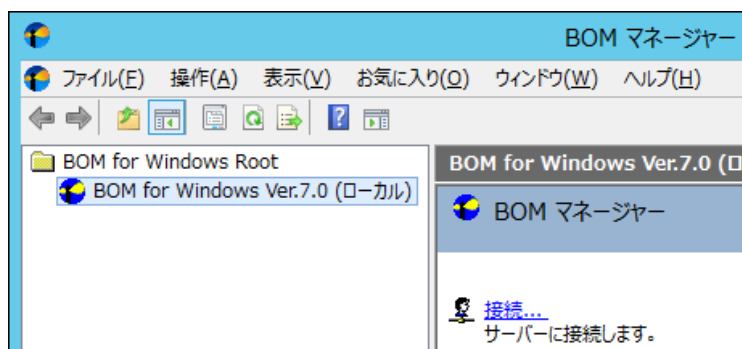 BOM マネージャー
ファイル(F) 操作(A) 表示(V) お気に入り(O) ウィンドウ(W) ヘルプ(H)
BOM for Windows Root
BOM for Windows Ver.7.0 (ローカル)
BOM for Windows Ver.7.0 (ロ
BOM マネージャー
接続...
サーバーに接続します。